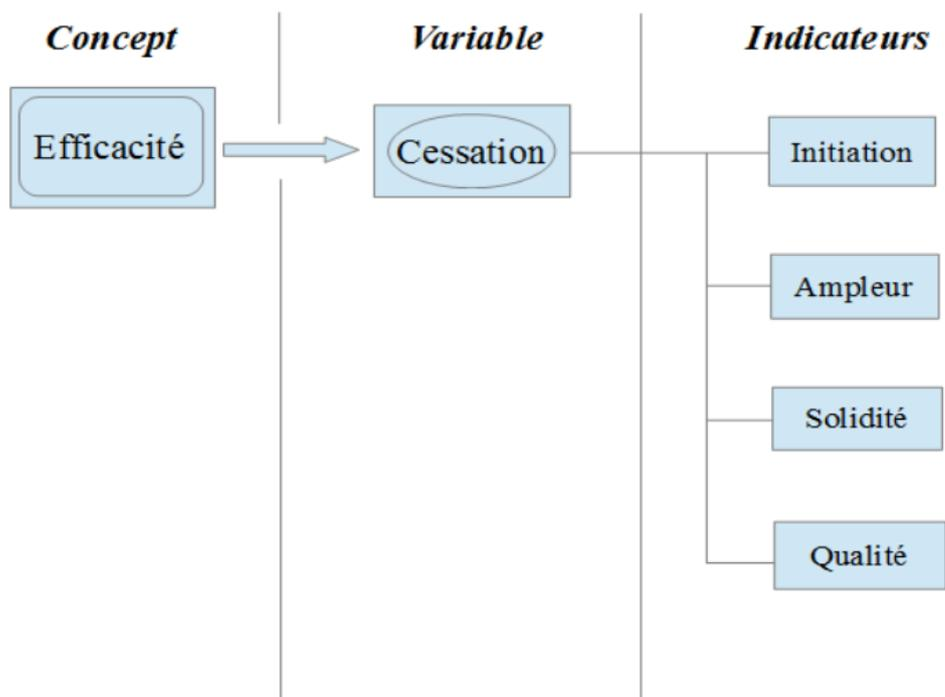 Concept
Variable
Indicateurs
Efficacité
Cessation
Initiation
Ampleur
Solidité
Qualité